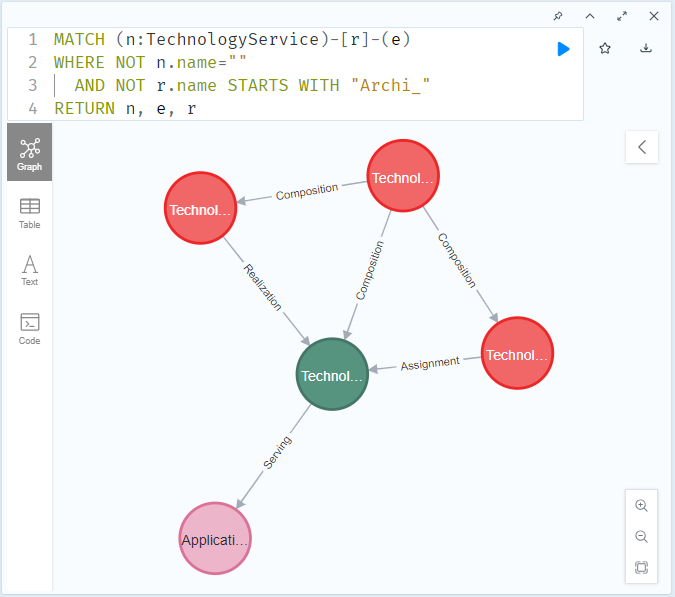 1 MATCH (n:TechnologyService)-[r]-(e)
2 WHERE NOT n.name=""
3 AND NOT r.name STARTS WITH "Archi_"
4 RETURN n, e, r
Graph
Table
Text
Code
Technol...
Composition
Technol...
Realization
Composition
Composition
Technol...
Assignment
Technol...
Serving
Applicati...